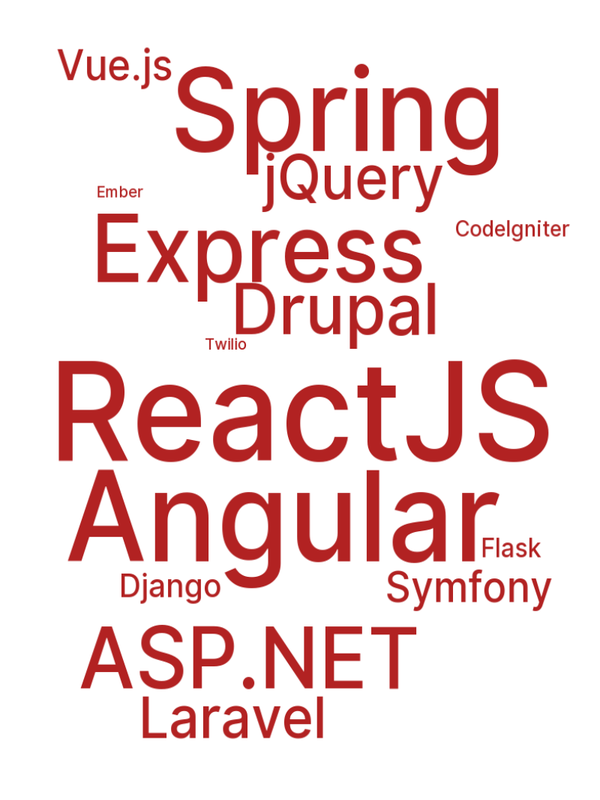 Vue.js
Spring
jQuery
Ember
CodeIgniter
Express
Drupal
Twilio
ReactJS
Angular
Flask
Django
Symfony
ASP.NET
Laravel